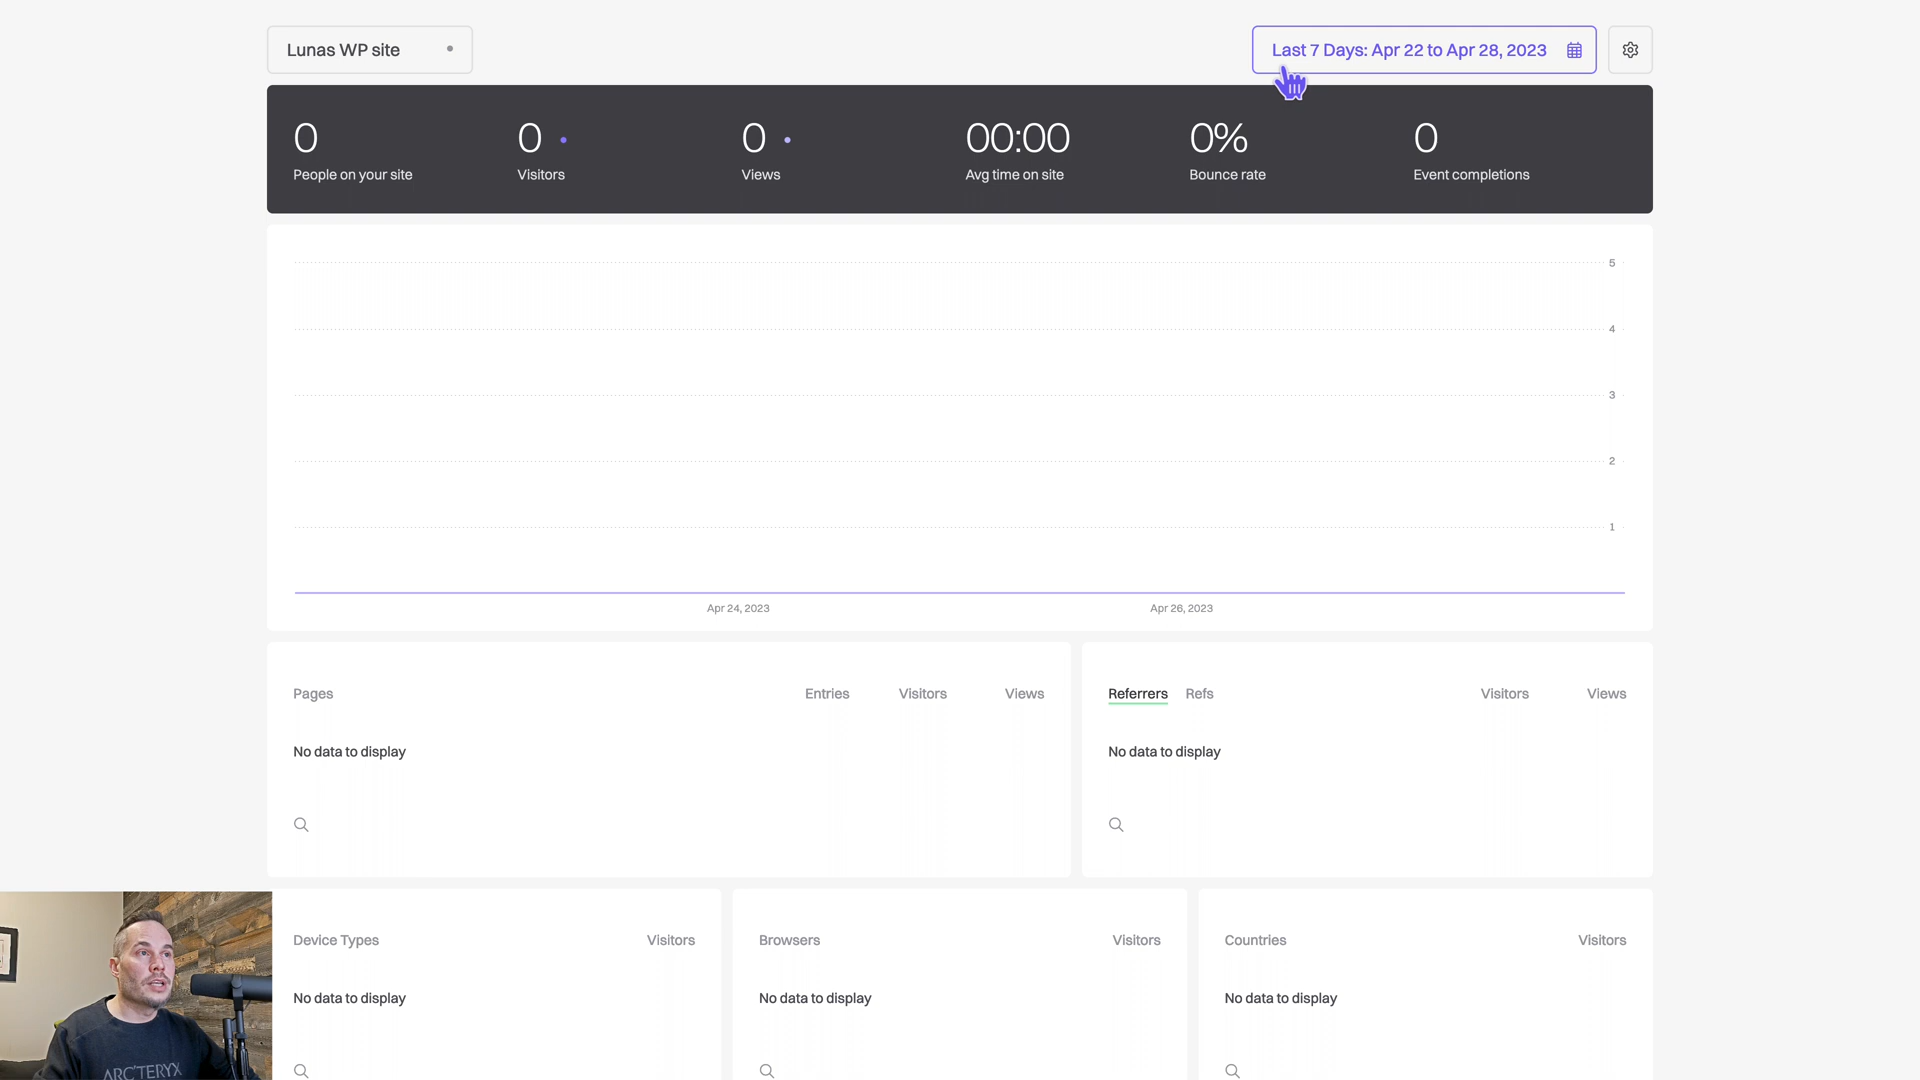 Lunas WP site
Last 7 Days: Apr 22 to Apr 28, 2023
0
People on your site
0
Visitors
0
Views
00:00
Avg time on site
0%
Bounce rate
0
Event completions
5
4
3
2
1
Apr 24, 2023
Apr 26, 2023
Pages
Entries
Visitors
Views
No data to display
Referrers
Refs
Visitors
Views
No data to display
Device Types
Visitors
No data to display
Browsers
Visitors
No data to display
Countries
Visitors
No data to display
ARC'TERYX